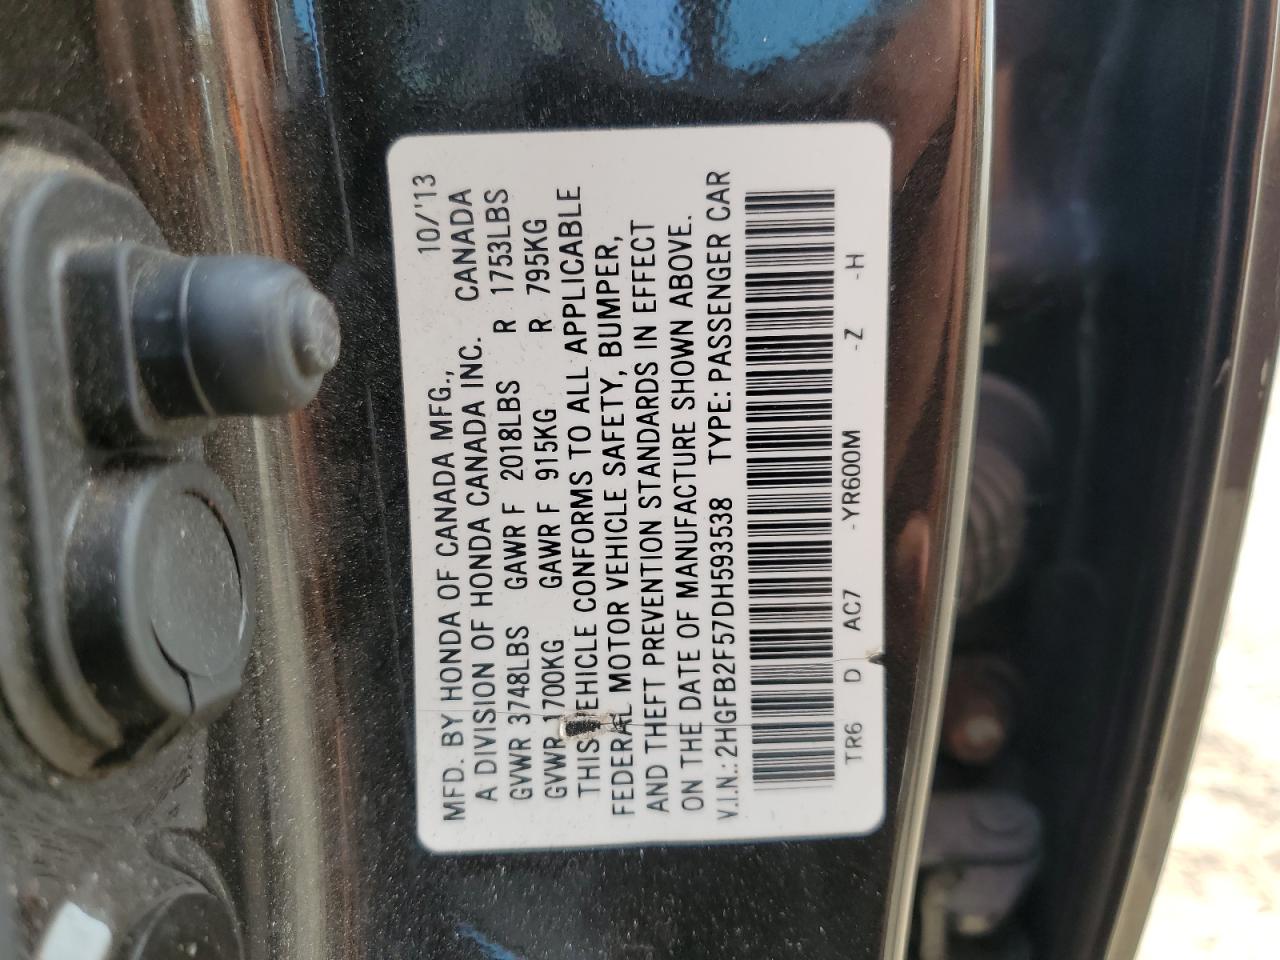 MFD. BY HONDA OF CANADA MFG., 10/'13
A DIVISION OF HONDA CANADA INC. CANADA
GVWR 3748LBS GAWR F 2018LBS R 1753LBS
GVWR 1700KG GAWR F 915KG R 795KG
THIS VEHICLE CONFORMS TO ALL APPLICABLE
FEDERAL MOTOR VEHICLE SAFETY, BUMPER,
AND THEFT PREVENTION STANDARDS IN EFFECT
ON THE DATE OF MANUFACTURE SHOWN ABOVE.
V.I.N.: 2HGFB2F57DH593538 TYPE: PASSENGER CAR
TR6 D AC7 -YR600M -Z -H